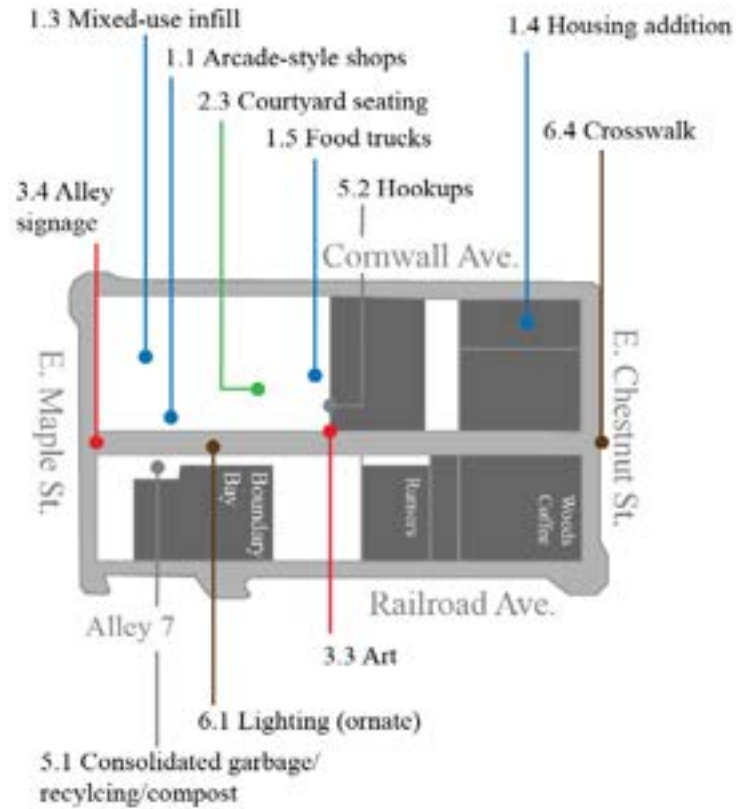 1.3 Mixed-use infill
1.4 Housing addition
1.1 Arcade-style shops
2.3 Courtyard seating
1.5 Food trucks
6.4 Crosswalk
3.4 Alley
signage
5.2 Hookups
Cornwall Ave.
E. Maple St.
E. Chestnut St.
Boundary
Bay
Woods
Coffee
Railroad Ave.
Alley 7
3.3 Art
6.1 Lighting (ornate)
5.1 Consolidated garbage/
recylcing/compost